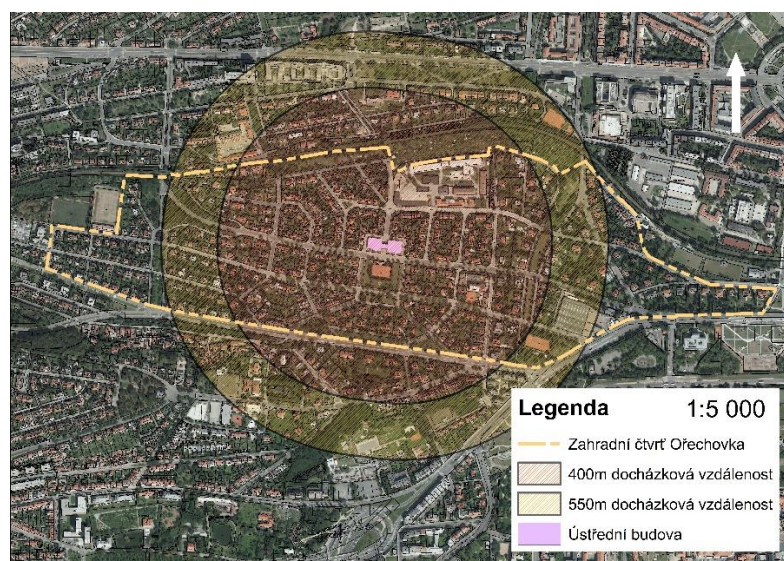 Legenda 1:5 000
Zahradní čtvrť Ořechovka
400m docházková vzdálenost
550m docházková vzdálenost
Ústřední budova